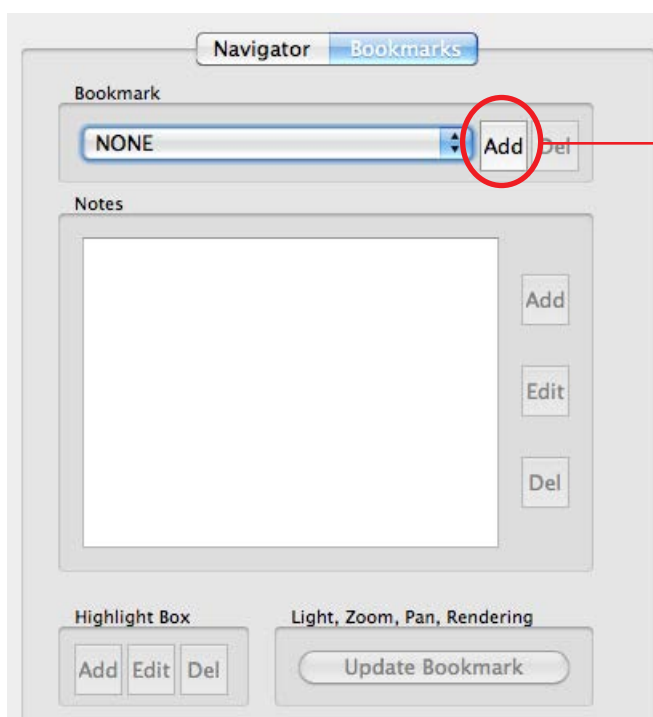 Navigator Bookmarks
Bookmark
NONE Add Del
Notes
Add
Edit
Del
Highlight Box Light, Zoom, Pan, Rendering
Add Edit Del Update Bookmark